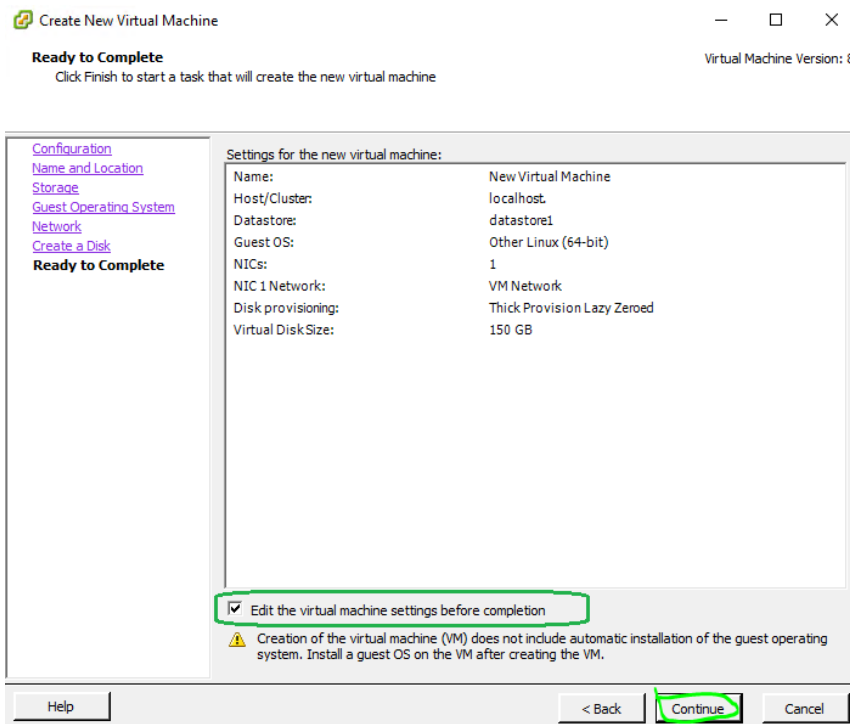 Create New Virtual Machine
Ready to Complete
Click Finish to start a task that will create the new virtual machine
Virtual Machine Version: 8
Configuration
Name and Location
Storage
Guest Operating System
Network
Create a Disk
Ready to Complete
Settings for the new virtual machine:
Name: New Virtual Machine
Host/Cluster: localhost.
Datastore: datastore1
Guest OS: Other Linux (64-bit)
NICs: 1
NIC 1 Network: VM Network
Disk provisioning: Thick Provision Lazy Zeroed
Virtual Disk Size: 150 GB
Edit the virtual machine settings before completion
Creation of the virtual machine (VM) does not include automatic installation of the guest operating
system. Install a guest OS on the VM after creating the VM.
Help
< Back
Continue
Cancel